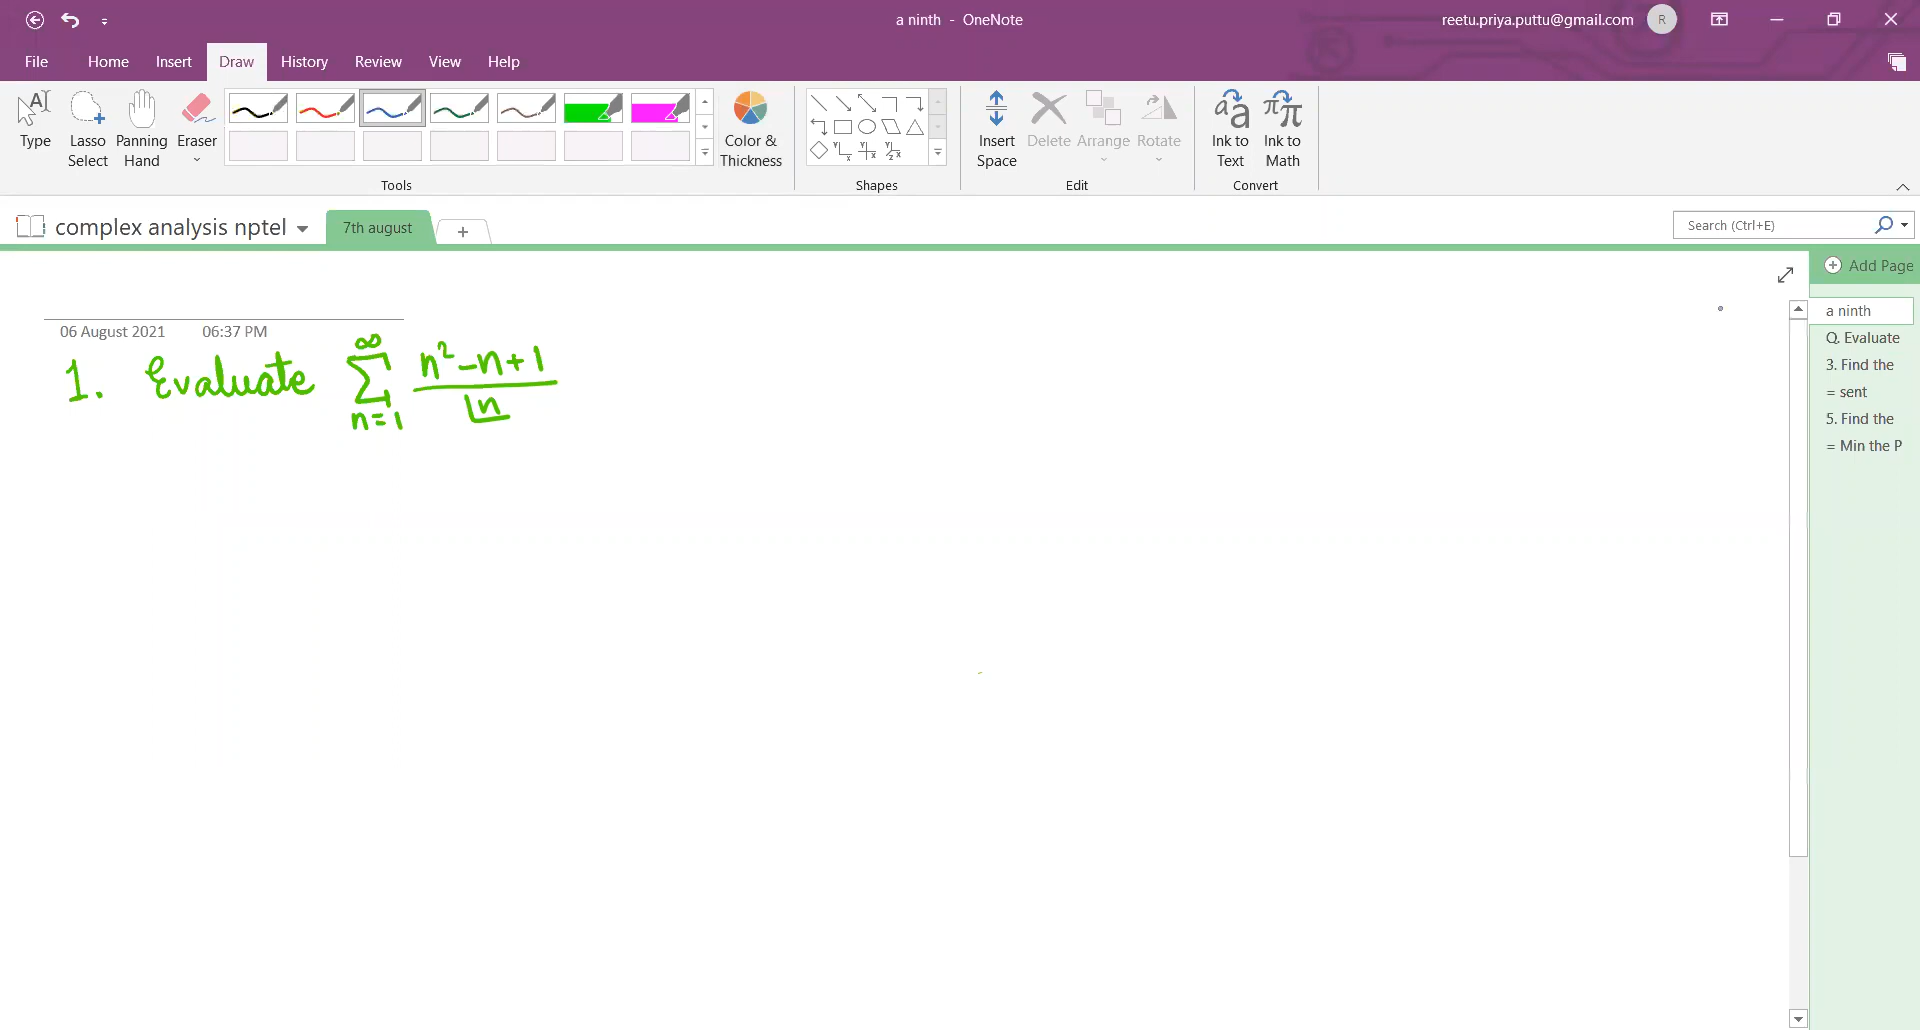 a ninth - OneNote
reetu.priya.puttu@gmail.com R
File Home Insert Draw History Review View Help
Type
Lasso Select
Panning Hand
Eraser
Color & Thickness
Insert Space
Delete
Arrange
Rotate
Ink to Text
Ink to Math
Tools
Shapes
Edit
Convert
complex analysis nptel
7th august
Search (Ctrl+E)
Add Page
a ninth
Q. Evaluate
3. Find the
= sent
5. Find the
= Min the P
06 August 2021 06:37 PM
1. Evaluate ∑_{n=1}^{∞} (n²-n+1)/|n̲